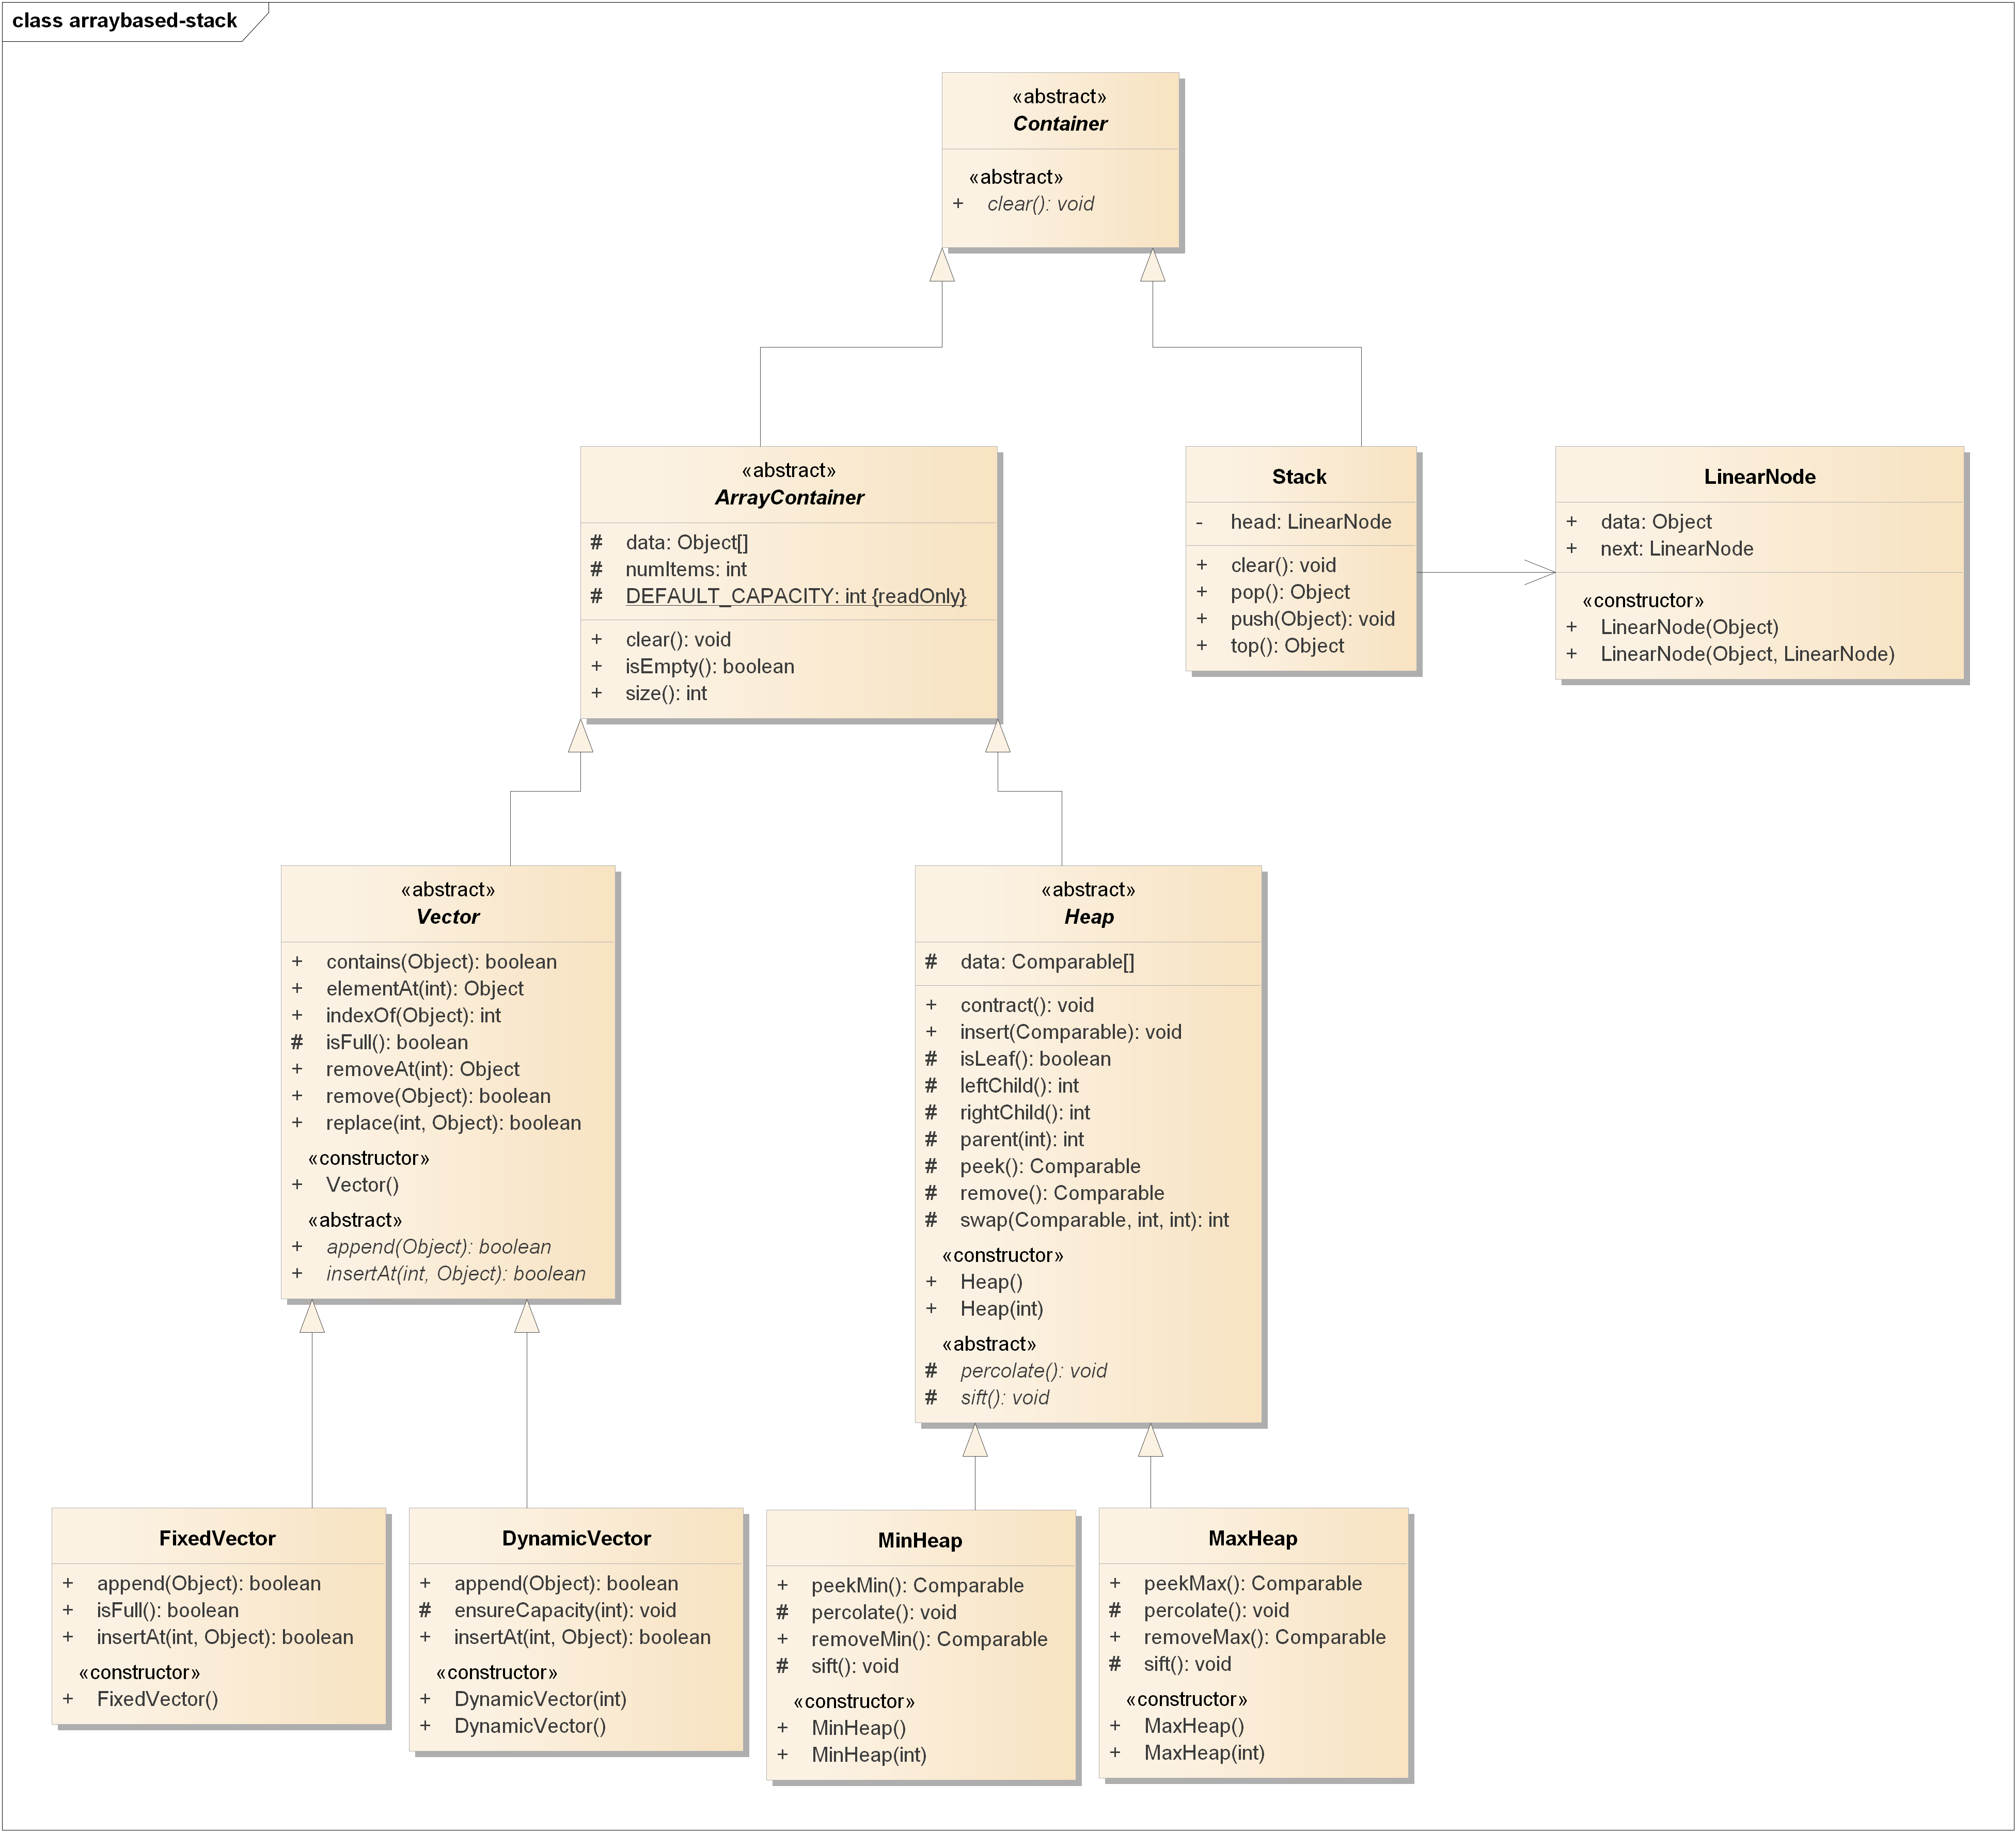 class arraybased-stack
«abstract»
Container
«abstract»
+ clear(): void
«abstract»
ArrayContainer
# data: Object[]
# numItems: int
# DEFAULT_CAPACITY: int {readOnly}
+ clear(): void
+ isEmpty(): boolean
+ size(): int
Stack
- head: LinearNode
+ clear(): void
+ pop(): Object
+ push(Object): void
+ top(): Object
LinearNode
+ data: Object
+ next: LinearNode
«constructor»
+ LinearNode(Object)
+ LinearNode(Object, LinearNode)
«abstract»
Vector
+ contains(Object): boolean
+ elementAt(int): Object
+ indexOf(Object): int
# isFull(): boolean
+ removeAt(int): Object
+ remove(Object): boolean
+ replace(int, Object): boolean
«constructor»
+ Vector()
«abstract»
+ append(Object): boolean
+ insertAt(int, Object): boolean
«abstract»
Heap
# data: Comparable[]
+ contract(): void
+ insert(Comparable): void
# isLeaf(): boolean
# leftChild(): int
# rightChild(): int
# parent(int): int
# peek(): Comparable
# remove(): Comparable
# swap(Comparable, int, int): int
«constructor»
+ Heap()
+ Heap(int)
«abstract»
# percolate(): void
# sift(): void
FixedVector
+ append(Object): boolean
+ isFull(): boolean
+ insertAt(int, Object): boolean
«constructor»
+ FixedVector()
DynamicVector
+ append(Object): boolean
# ensureCapacity(int): void
+ insertAt(int, Object): boolean
«constructor»
+ DynamicVector(int)
+ DynamicVector()
MinHeap
+ peekMin(): Comparable
# percolate(): void
+ removeMin(): Comparable
# sift(): void
«constructor»
+ MinHeap()
+ MinHeap(int)
MaxHeap
+ peekMax(): Comparable
# percolate(): void
+ removeMax(): Comparable
# sift(): void
«constructor»
+ MaxHeap()
+ MaxHeap(int)